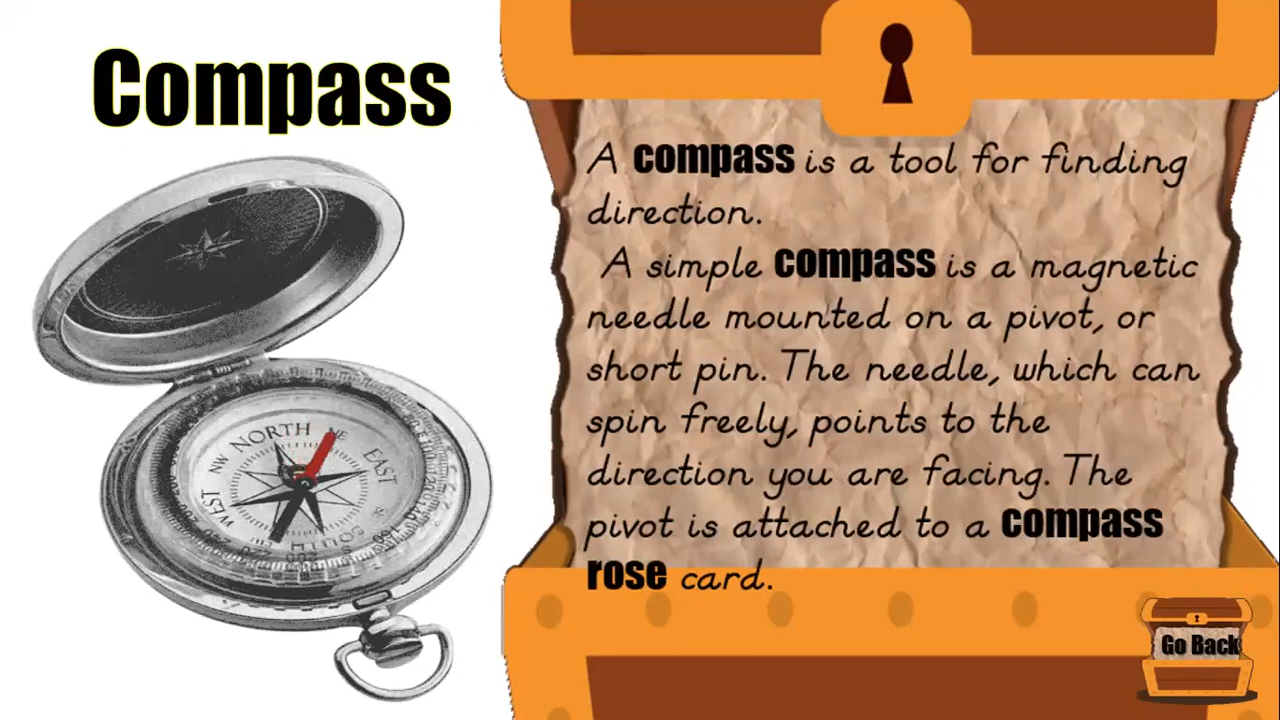 Compass
A compass is a tool for finding
direction.
A simple compass is a magnetic
needle mounted on a pivot, or
short pin. The needle, which can
spin freely, points to the
direction you are facing. The
pivot is attached to a compass
rose card.
NORTH
NE
EAST
SOUTH
WEST
NW
Go Back